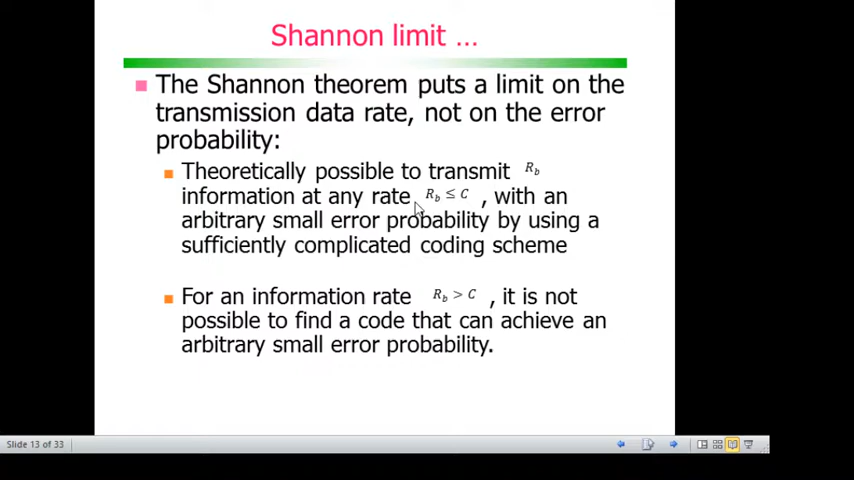 Shannon limit ...
The Shannon theorem puts a limit on the
transmission data rate, not on the error
probability:
Theoretically possible to transmit R_b
information at any rate R_b ≤ C , with an
arbitrary small error probability by using a
sufficiently complicated coding scheme
For an information rate R_b > C , it is not
possible to find a code that can achieve an
arbitrary small error probability.
Slide 13 of 33